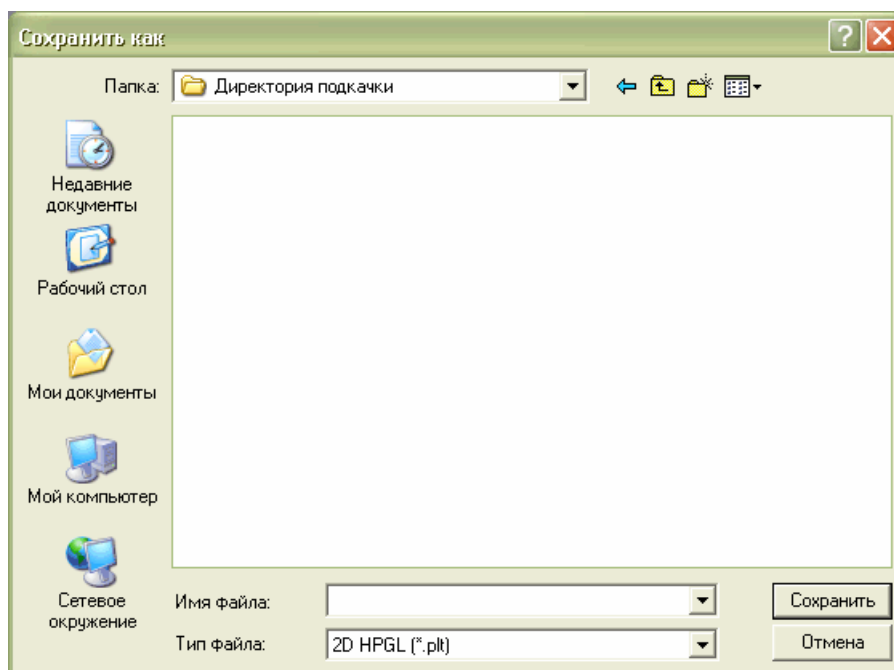 Сохранить как
Папка:
Директория подкачки
Недавние
документы
Рабочий стол
Мои документы
Мой компьютер
Сетевое
окружение
Имя файла:
Сохранить
Тип файла:
2D HPGL (*.plt)
Отмена